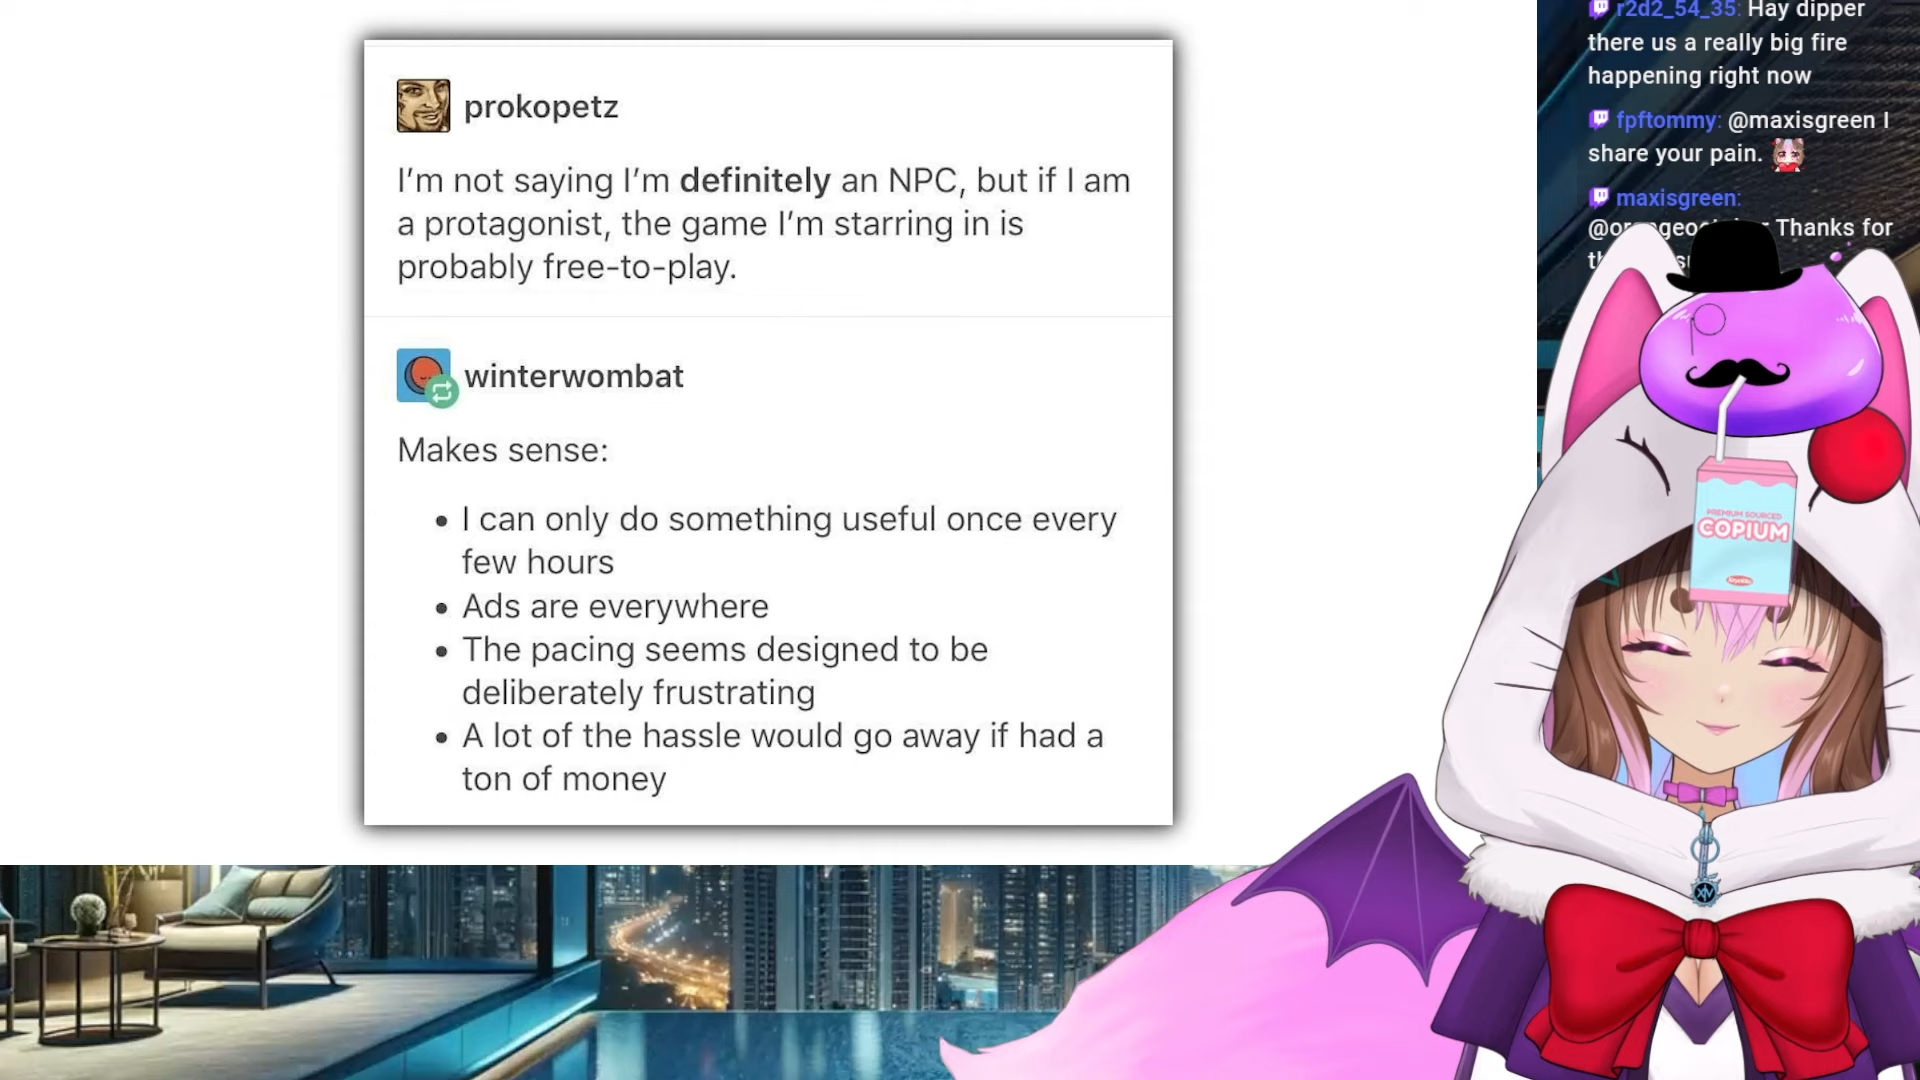 prokopetz
I’m not saying I’m definitely an NPC, but if I am
a protagonist, the game I’m starring in is
probably free-to-play.
winterwombat
Makes sense:
• I can only do something useful once every
few hours
• Ads are everywhere
• The pacing seems designed to be
deliberately frustrating
• A lot of the hassle would go away if had a
ton of money
r2d2_54_35: Hay dipper
there us a really big fire
happening right now
fpftommy: @maxisgreen I
share your pain.
maxisgreen:
Thanks for
PREMIUM SOURCED
COPIUM
XIV